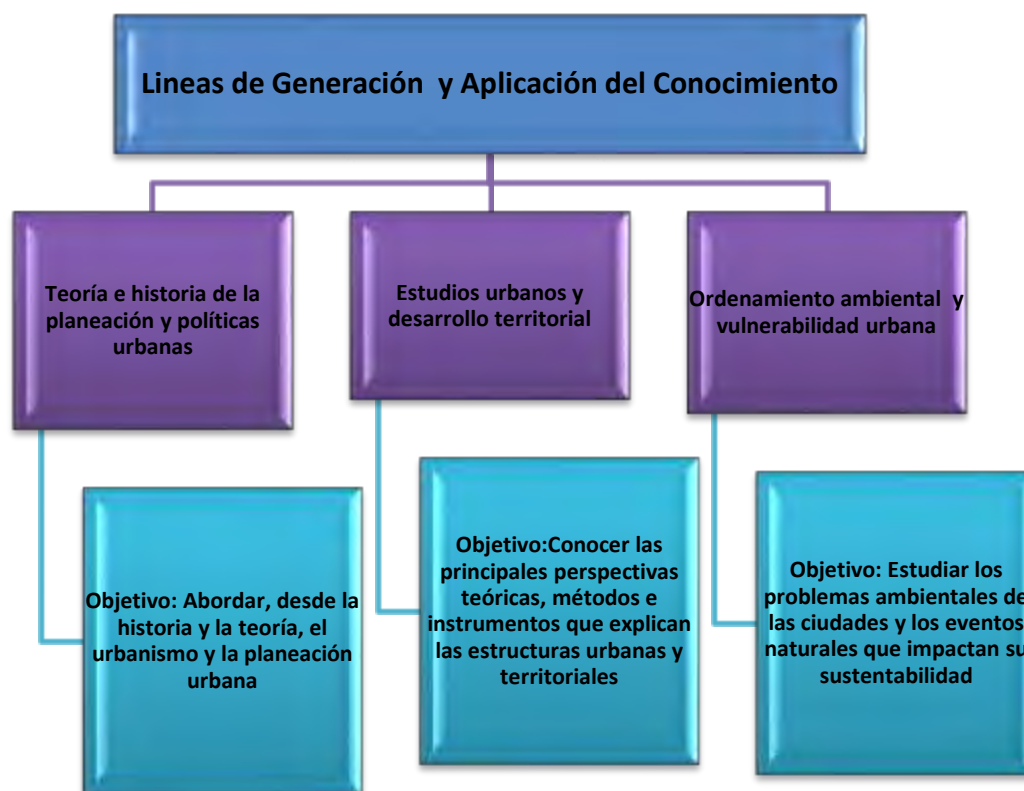 Lineas de Generación y Aplicación del Conocimiento
Teoría e historia de la
planeación y políticas
urbanas
Estudios urbanos y
desarrollo territorial
Ordenamiento ambiental y
vulnerabilidad urbana
Objetivo: Abordar, desde la
historia y la teoría, el
urbanismo y la planeación
urbana
Objetivo:Conocer las
principales perspectivas
teóricas, métodos e
instrumentos que explican
las estructuras urbanas y
territoriales
Objetivo: Estudiar los
problemas ambientales de
las ciudades y los eventos
naturales que impactan su
sustentabilidad